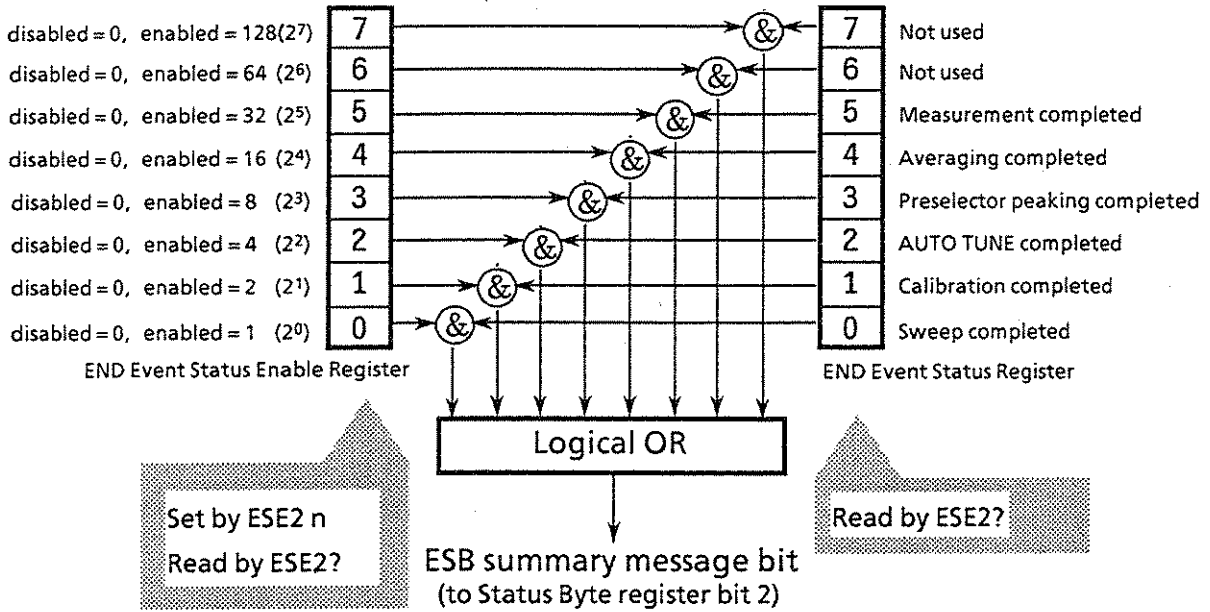 disabled = 0, enabled = 128(2⁷) 7 & 7 Not used
disabled = 0, enabled = 64 (2⁶) 6 & 6 Not used
disabled = 0, enabled = 32 (2⁵) 5 & 5 Measurement completed
disabled = 0, enabled = 16 (2⁴) 4 & 4 Averaging completed
disabled = 0, enabled = 8 (2³) 3 & 3 Preselector peaking completed
disabled = 0, enabled = 4 (2²) 2 & 2 AUTO TUNE completed
disabled = 0, enabled = 2 (2¹) 1 & 1 Calibration completed
disabled = 0, enabled = 1 (2⁰) 0 & 0 Sweep completed
END Event Status Enable Register
END Event Status Register
Logical OR
Set by ESE2 n
Read by ESE2?
Read by ESE2?
ESB summary message bit
(to Status Byte register bit 2)